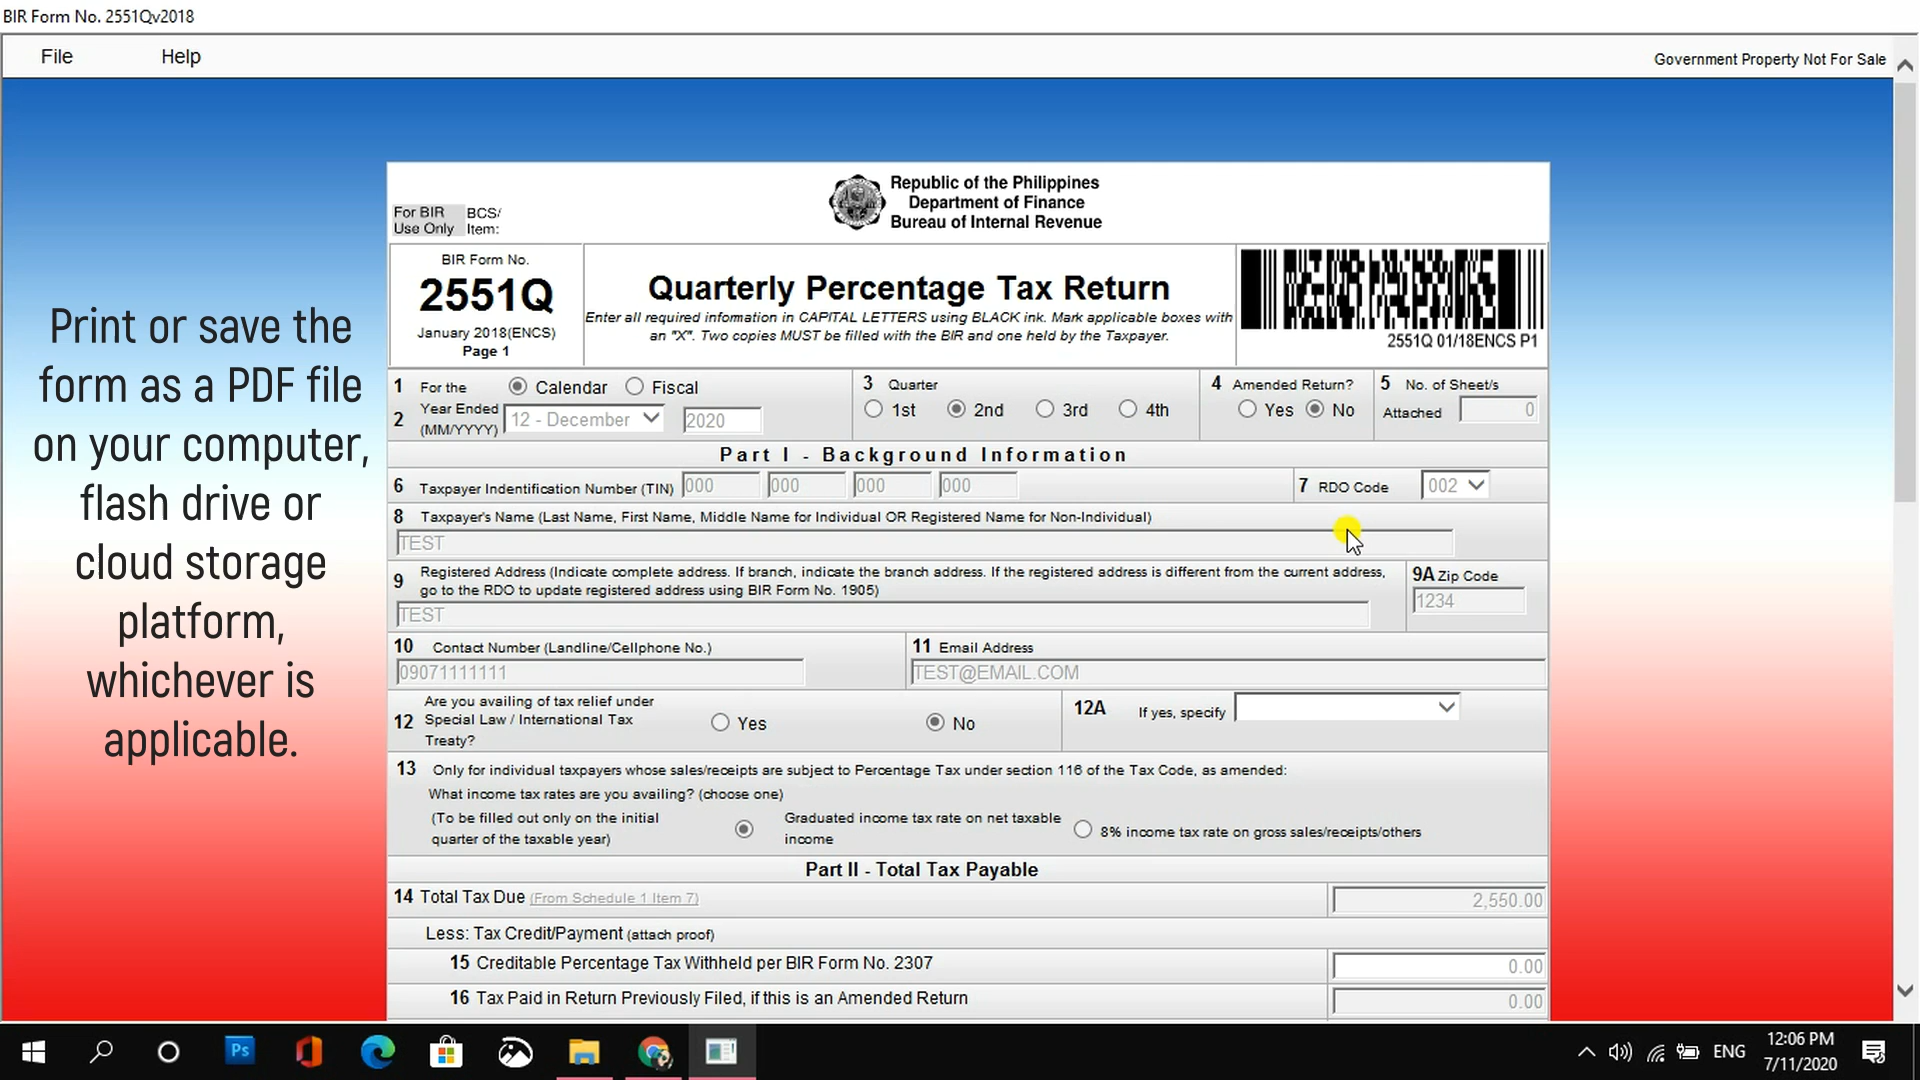 BIR Form No. 2551Qv2018
File Help
Government Property Not For Sale
Print or save the
form as a PDF file
on your computer,
flash drive or
cloud storage
platform,
whichever is
applicable.
For BIR
Use Only
BCS/
Item:
Republic of the Philippines
Department of Finance
Bureau of Internal Revenue
BIR Form No.
2551Q
January 2018(ENCS)
Page 1
Quarterly Percentage Tax Return
Enter all required information in CAPITAL LETTERS using BLACK ink. Mark applicable boxes with
an "X". Two copies MUST be filled with the BIR and one held by the Taxpayer.
2551Q 01/18ENCS P1
1 For the Calendar Fiscal
2 Year Ended
(MM/YYYY)
12 - December 2020
3 Quarter
1st 2nd 3rd 4th
4 Amended Return?
Yes No
5 No. of Sheet/s
Attached 0
Part I - Background Information
6 Taxpayer Indentification Number (TIN) 000 000 000 000
7 RDO Code 002
8 Taxpayer's Name (Last Name, First Name, Middle Name for Individual OR Registered Name for Non-Individual)
TEST
9 Registered Address (Indicate complete address. If branch, indicate the branch address. If the registered address is different from the current address,
go to the RDO to update registered address using BIR Form No. 1905)
TEST
9A Zip Code
1234
10 Contact Number (Landline/Cellphone No.)
09071111111
11 Email Address
TEST@EMAIL.COM
12 Are you availing of tax relief under
Special Law / International Tax
Treaty?
Yes No
12A If yes, specify
13 Only for individual taxpayers whose sales/receipts are subject to Percentage Tax under section 116 of the Tax Code, as amended:
What income tax rates are you availing? (choose one)
(To be filled out only on the initial
quarter of the taxable year)
Graduated income tax rate on net taxable
income
8% income tax rate on gross sales/receipts/others
Part II - Total Tax Payable
14 Total Tax Due (From Schedule 1 Item 7) 2,550.00
Less: Tax Credit/Payment (attach proof)
15 Creditable Percentage Tax Withheld per BIR Form No. 2307 0.00
16 Tax Paid in Return Previously Filed, if this is an Amended Return 0.00
Ps
ENG
12:06 PM
7/11/2020